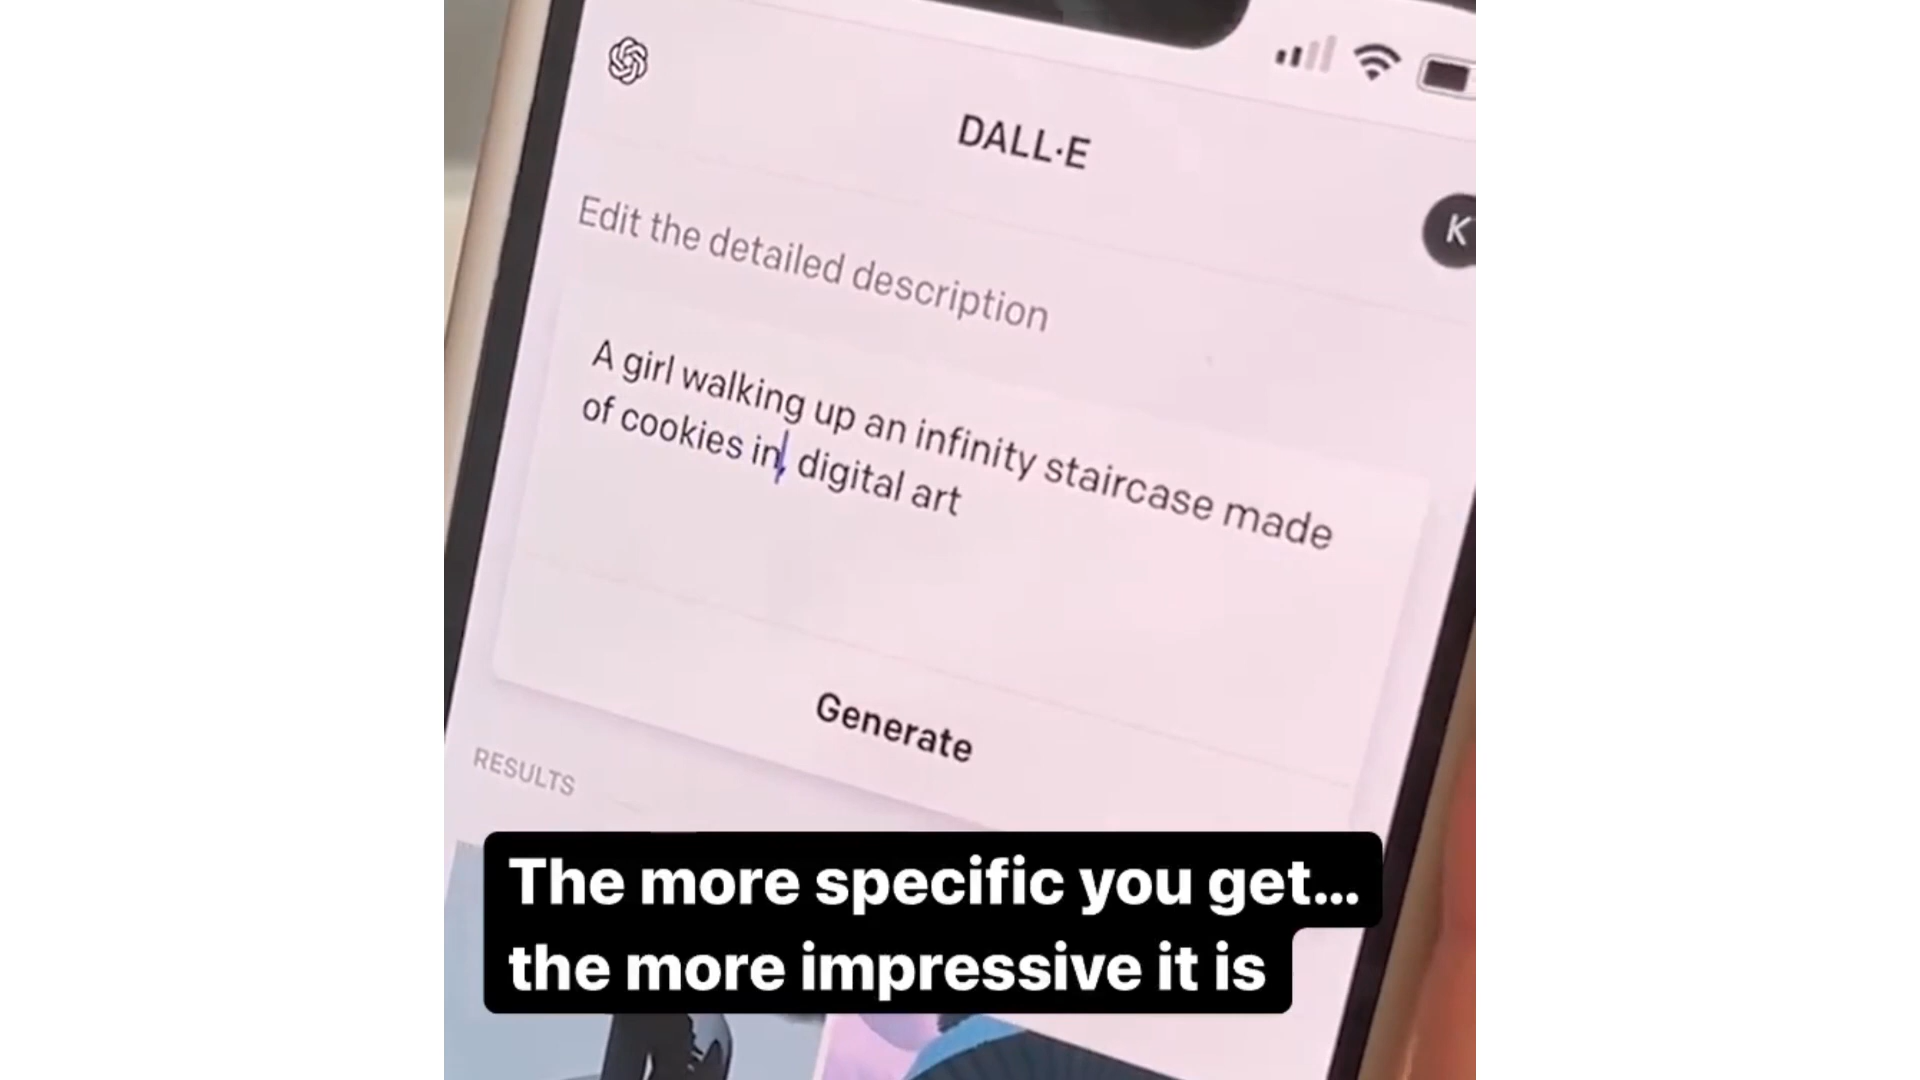 DALL·E
K
Edit the detailed description
A girl walking up an infinity staircase made
of cookies in, digital art
Generate
RESULTS
The more specific you get...
the more impressive it is